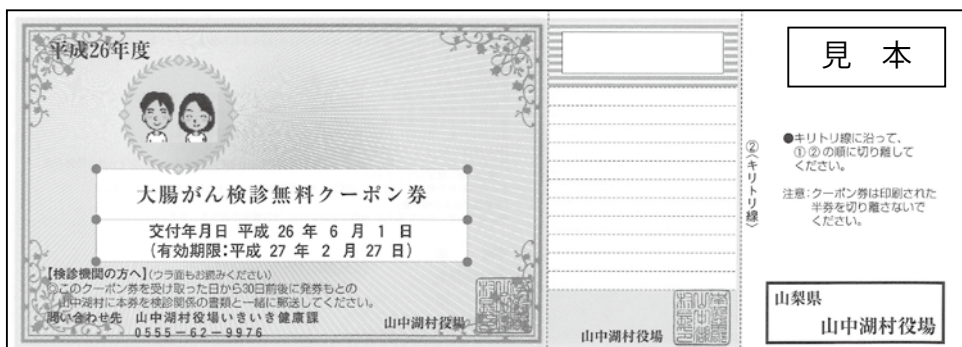 平成26年度
大腸がん検診無料クーポン券
交付年月日 平成 26 年 6 月 1 日
(有効期限:平成 27 年 2 月 27 日)
【検診機関の方へ】(ウラ面もお読みください)
◎このクーポン券を受け取った日から30日前後に発券もとの
山中湖村に本券を検診関係の書類と一緒に郵送してください。
問い合わせ先 山中湖村役場いきいき健康課
0555-62-9976
山中湖村役場
山中湖村役場
②〈キリトリ線〉
見 本
●キリトリ線に沿って、
①②の順に切り離して
ください。
注意:クーポン券は印刷された
半券を切り離さないで
ください。
山梨県
山中湖村役場